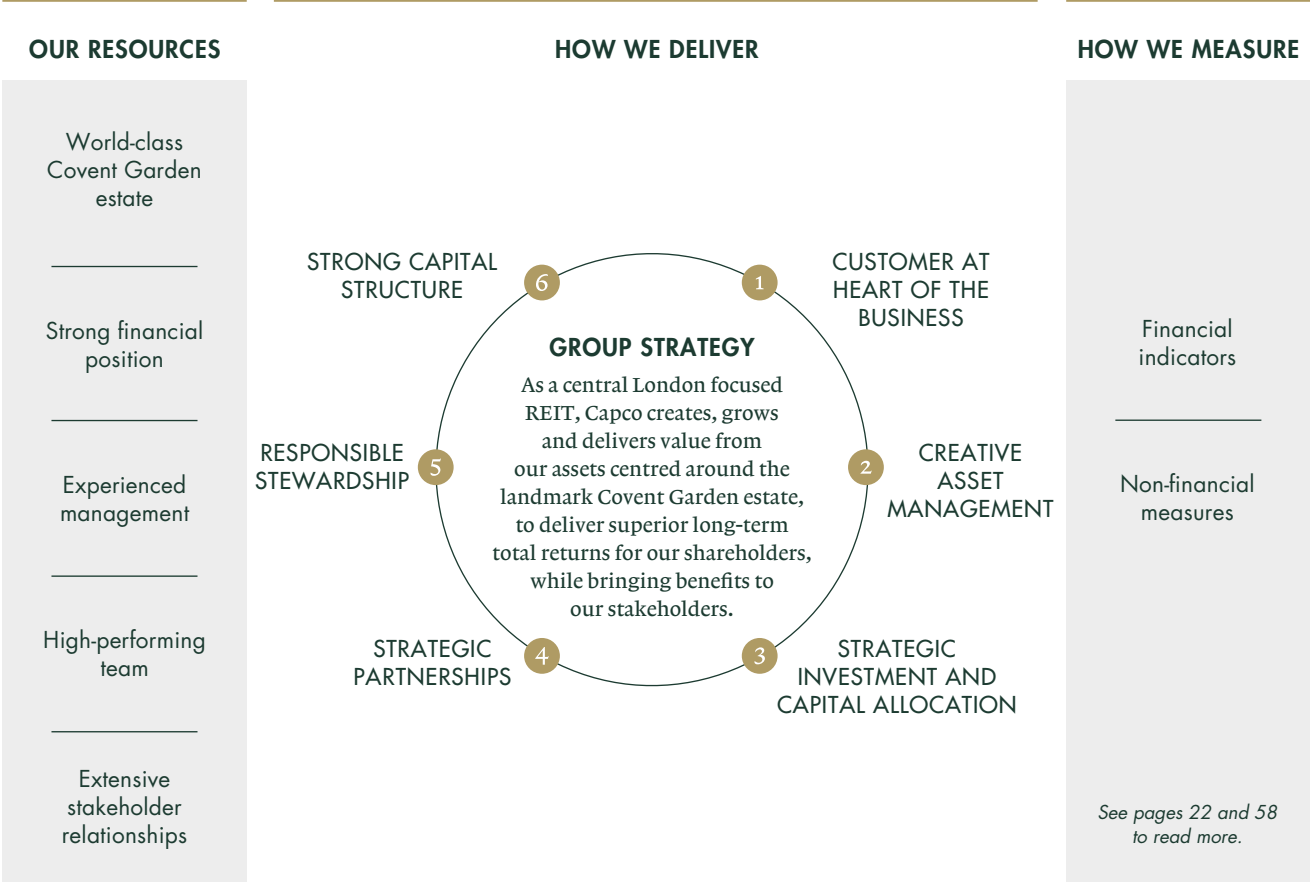 OUR RESOURCES
World-class
Covent Garden
estate
Strong financial
position
Experienced
management
High-performing
team
Extensive
stakeholder
relationships
HOW WE DELIVER
1
CUSTOMER AT
HEART OF THE
BUSINESS
2
CREATIVE
ASSET
MANAGEMENT
3
STRATEGIC
INVESTMENT AND
CAPITAL ALLOCATION
4
STRATEGIC
PARTNERSHIPS
5
RESPONSIBLE
STEWARDSHIP
6
STRONG CAPITAL
STRUCTURE
GROUP STRATEGY
As a central London focused
REIT, Capco creates, grows
and delivers value from
our assets centred around the
landmark Covent Garden estate,
to deliver superior long-term
total returns for our shareholders,
while bringing benefits to
our stakeholders.
HOW WE MEASURE
Financial
indicators
Non-financial
measures
See pages 22 and 58
to read more.